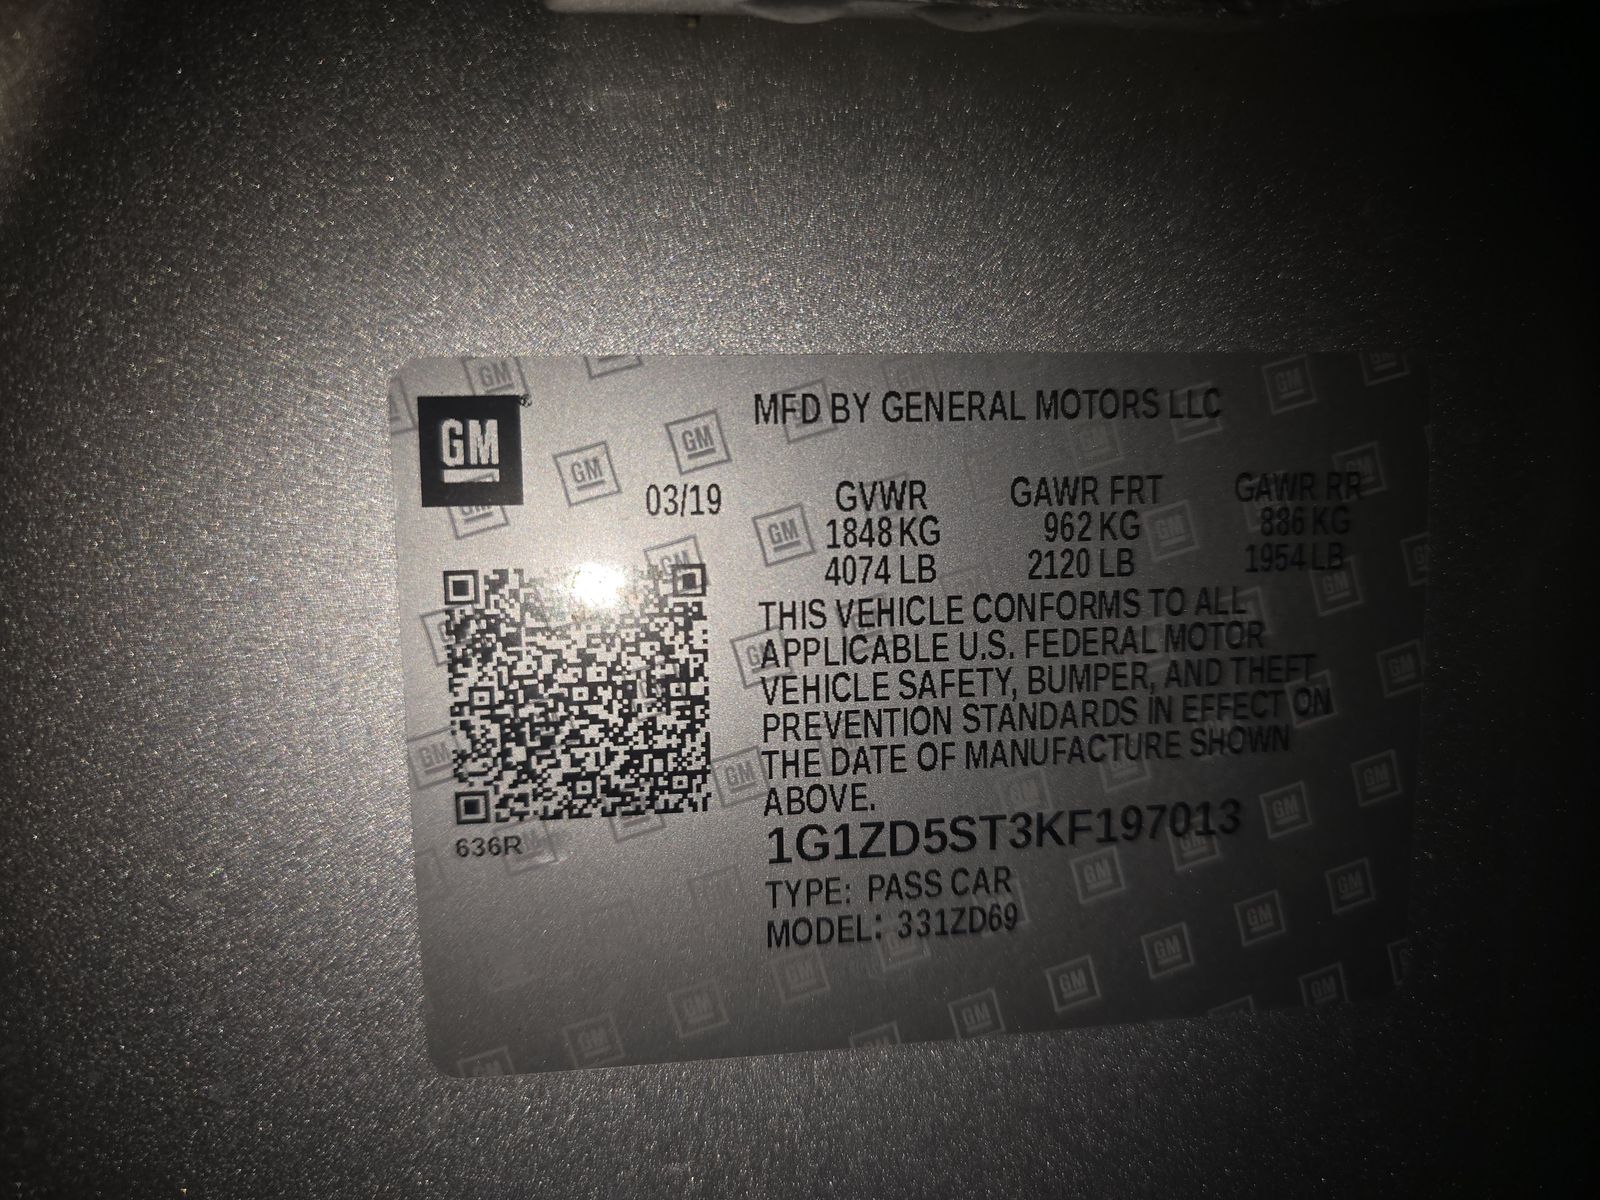 GM
MFD BY GENERAL MOTORS LLC
03/19
GVWR GAWR FRT GAWR RR
1848 KG 962 KG 886 KG
4074 LB 2120 LB 1954 LB
THIS VEHICLE CONFORMS TO ALL
APPLICABLE U.S. FEDERAL MOTOR
VEHICLE SAFETY, BUMPER, AND THEFT
PREVENTION STANDARDS IN EFFECT ON
THE DATE OF MANUFACTURE SHOWN
ABOVE.
1G1ZD5ST3KF197013
TYPE: PASS CAR
MODEL: 331ZD69
636R